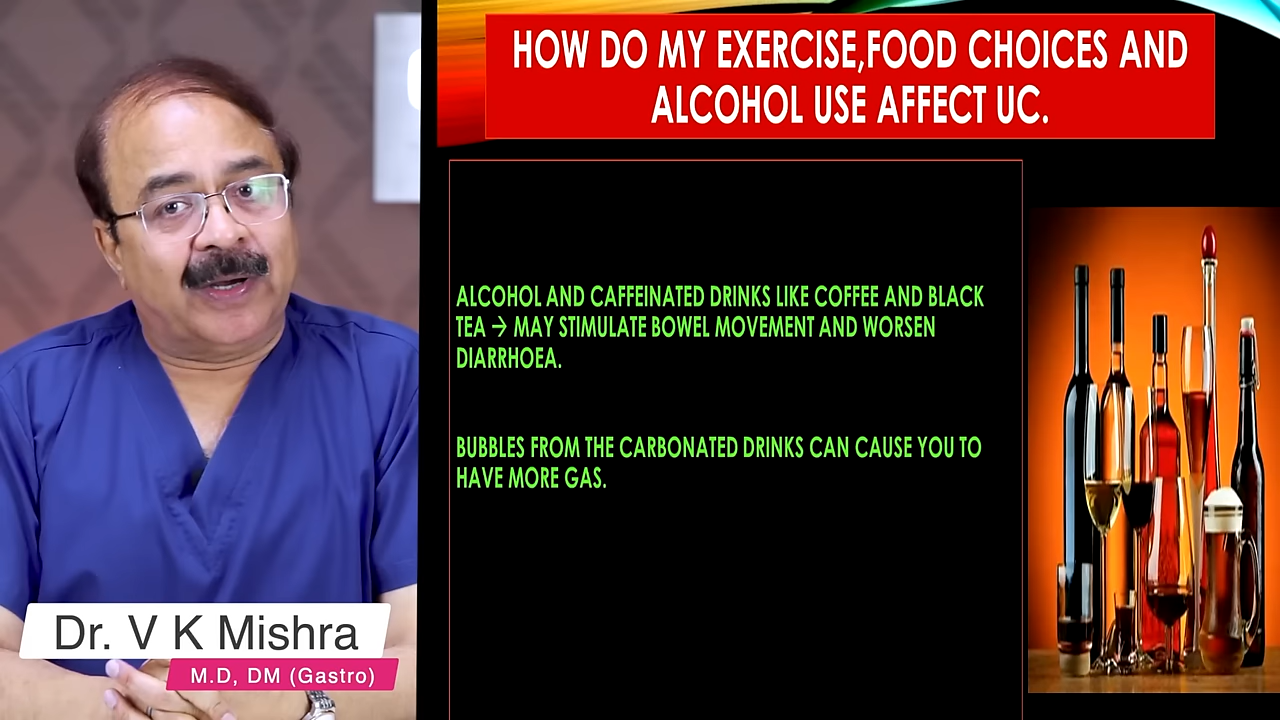 HOW DO MY EXERCISE,FOOD CHOICES AND
ALCOHOL USE AFFECT UC.
ALCOHOL AND CAFFEINATED DRINKS LIKE COFFEE AND BLACK
TEA → MAY STIMULATE BOWEL MOVEMENT AND WORSEN
DIARRHOEA.
BUBBLES FROM THE CARBONATED DRINKS CAN CAUSE YOU TO
HAVE MORE GAS.
Dr. V K Mishra
M.D, DM (Gastro)